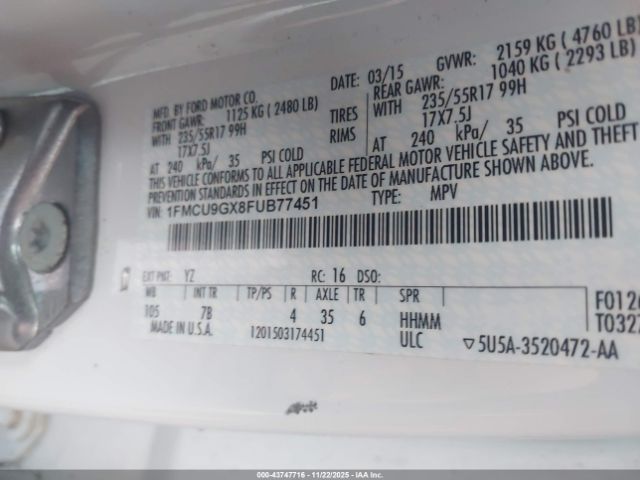 MFD. BY FORD MOTOR CO.
DATE: 03/15 GVWR: 2159 KG ( 4760 LB)
FRONT GAWR: 1125 KG ( 2480 LB) REAR GAWR: 1040 KG ( 2293 LB)
WITH 235/55R17 99H TIRES WITH 235/55R17 99H
17X7.5J RIMS 17X7.5J
AT 240 kPa/ 35 PSI COLD AT 240 kPa/ 35 PSI COLD
THIS VEHICLE CONFORMS TO ALL APPLICABLE FEDERAL MOTOR VEHICLE SAFETY AND THEFT
PREVENTION STANDARDS IN EFFECT ON THE DATE OF MANUFACTURE SHOWN ABOVE.
VIN: 1FMCU9GX8FUB77451 TYPE: MPV
EXT PNT: YZ RC: 16 DSO:
WB INT TR TP/PS R AXLE TR SPR
105 7B 4 35 6 HHMM
MADE IN U.S.A. 1201503174451 ULC ▽5U5A-3520472-AA
F0126
T0327
000-43747716 | 11/22/2025 | IAAI, Inc.